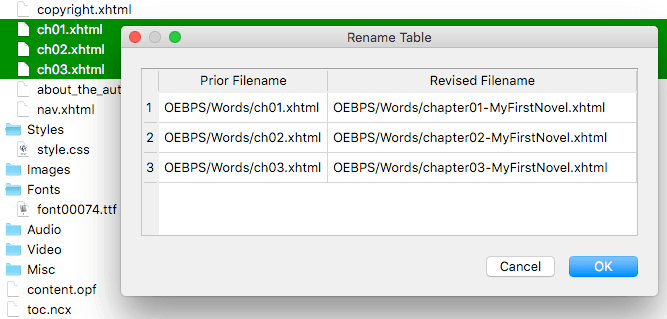 copyright.xhtml
ch01.xhtml
ch02.xhtml
ch03.xhtml
about_the_aut
nav.xhtml
Styles
style.css
Images
Fonts
font00074.ttf
Audio
Video
Misc
content.opf
toc.ncx
Rename Table
Prior Filename Revised Filename
1 OEBPS/Words/ch01.xhtml OEBPS/Words/chapter01-MyFirstNovel.xhtml
2 OEBPS/Words/ch02.xhtml OEBPS/Words/chapter02-MyFirstNovel.xhtml
3 OEBPS/Words/ch03.xhtml OEBPS/Words/chapter03-MyFirstNovel.xhtml
Cancel OK